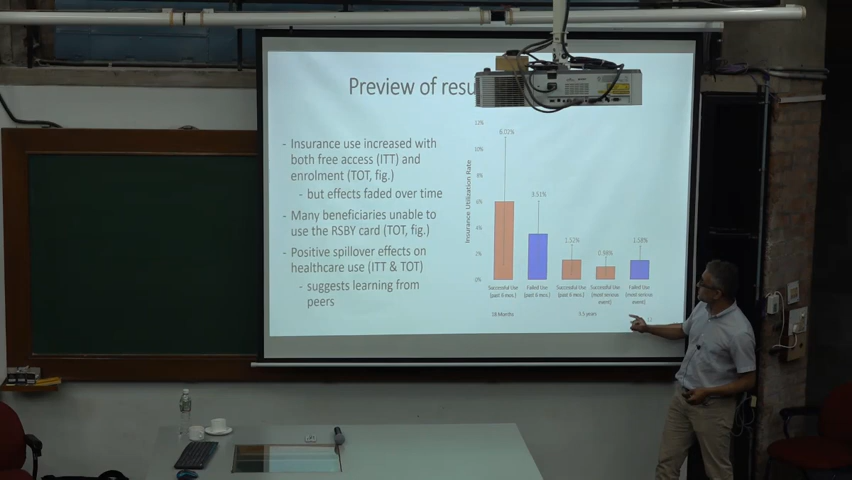 Preview of resu
- Insurance use increased with
both free access (ITT) and
enrolment (TOT, fig.)
- but effects faded over time
- Many beneficiaries unable to
use the RSBY card (TOT, fig.)
- Positive spillover effects on
healthcare use (ITT & TOT)
- suggests learning from
peers
Insurance Utilization Rate
12%
10%
8%
6%
4%
2%
0%
6.02%
3.51%
1.52%
0.98%
1.58%
Successful Use
(past 6 mos.)
Failed Use
(past 6 mos.)
Successful Use
(past 6 mos.)
Successful Use
(most serious
event)
Failed Use
(most serious
event)
18 Months
3.5 years